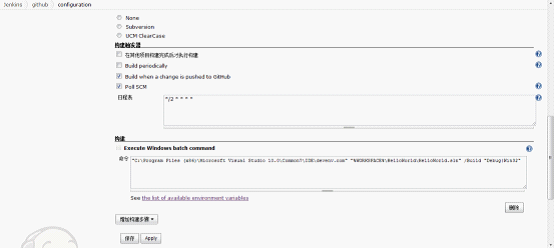 Jenkins
github
configuration
None
Subversion
UCM ClearCase
构建触发器
在其他项目构建完成后才执行构建
Build periodically
Build when a change is pushed to GitHub
Poll SCM
日程表
*/2 * * * *
构建
Execute Windows batch command
命令
"C:\Program Files (x86)\Microsoft Visual Studio 10.0\Common7\IDE\devenv.com" "%WORKSPACE%\HelloWorld\HelloWorld.sln" /Build "Debug|Win32"
See the list of available environment variables
删除
增加构建步骤
保存
Apply